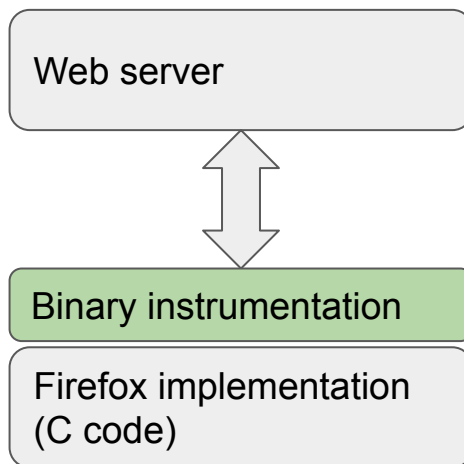 Web server
Binary instrumentation
Firefox implementation
(C code)